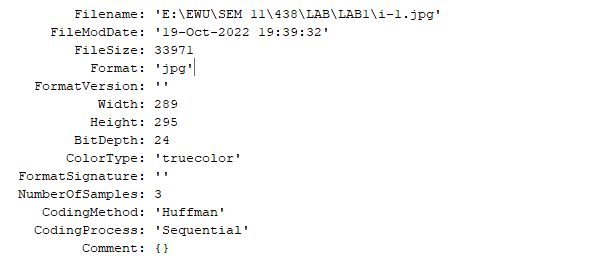 Filename: 'E:\EWU\SEM 11\438\LAB\LAB1\i-1.jpg'
FileModDate: '19-Oct-2022 19:39:32'
FileSize: 33971
Format: 'jpg'
FormatVersion: ''
Width: 289
Height: 295
BitDepth: 24
ColorType: 'truecolor'
FormatSignature: ''
NumberOfSamples: 3
CodingMethod: 'Huffman'
CodingProcess: 'Sequential'
Comment: {}